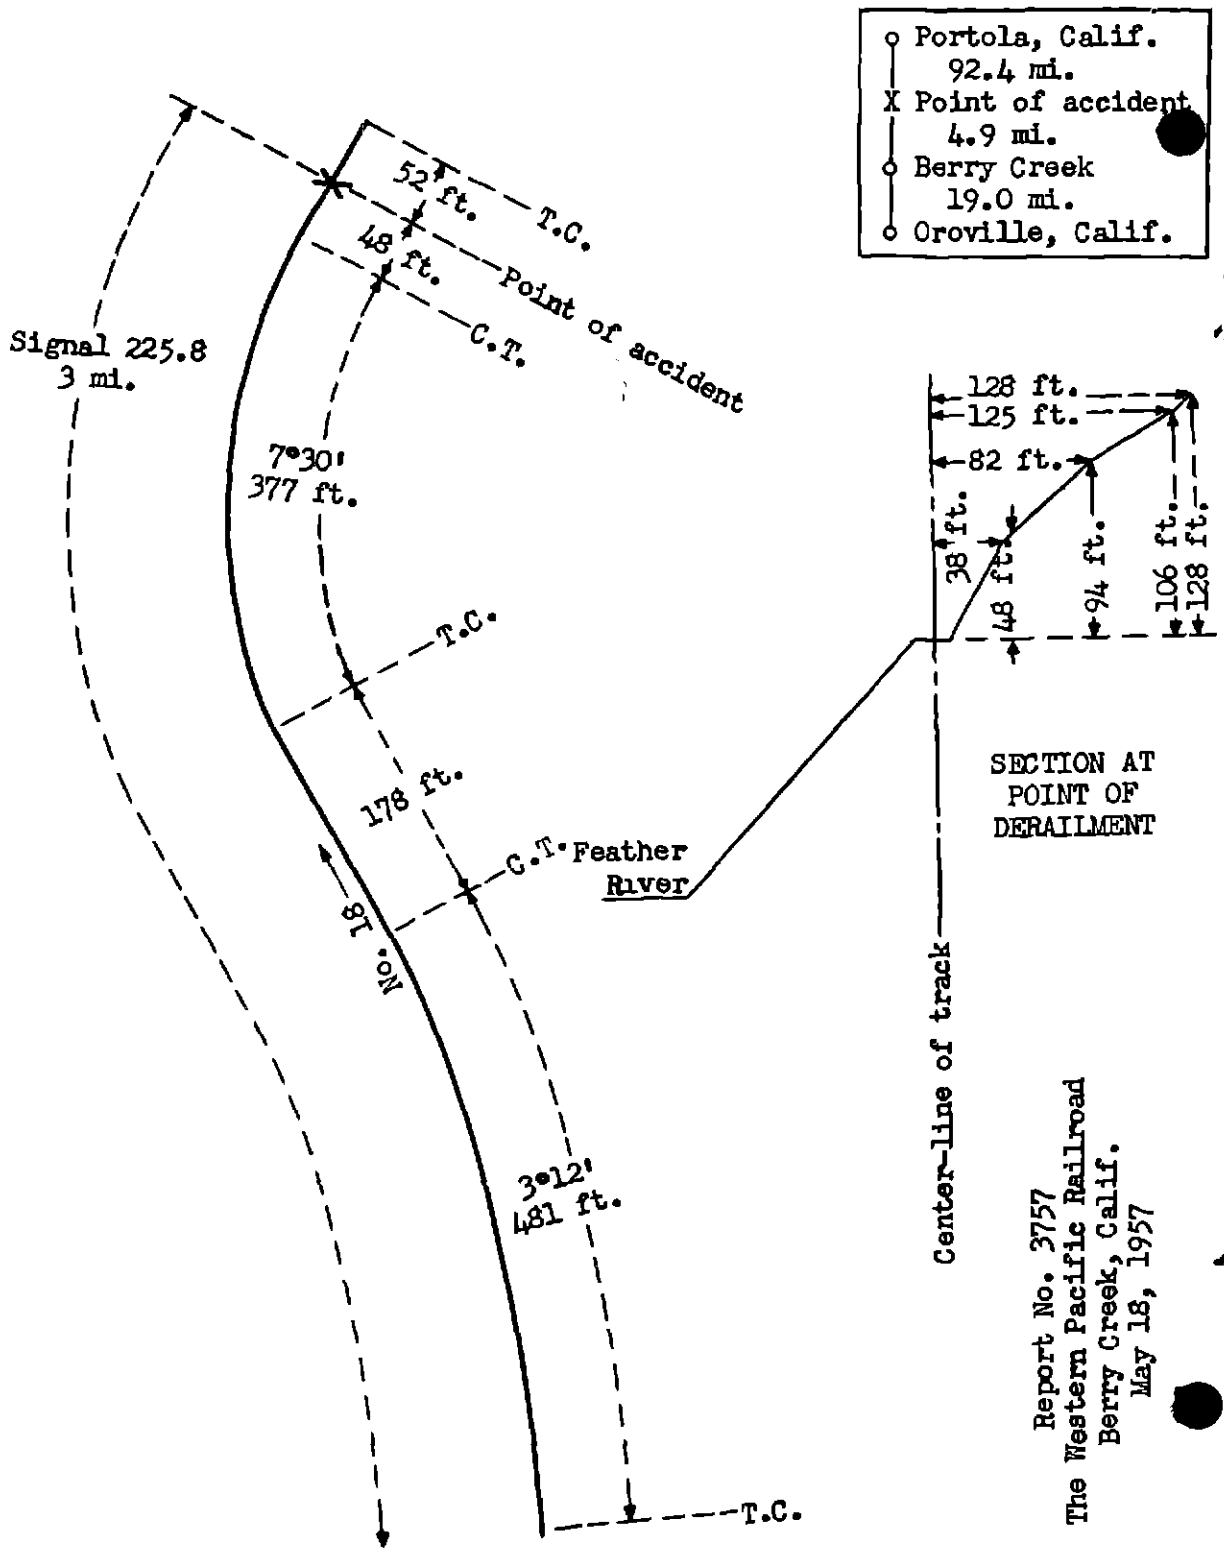 Portola, Calif.
92.4 mi.
X Point of accident
4.9 mi.
Berry Creek
19.0 mi.
Oroville, Calif.
52 ft.
T.C.
48 ft.
Point of accident
C.T.
Signal 225.8
3 mi.
7°30'
377 ft.
T.C.
178 ft.
C.T.
No. 18
3°12'
481 ft.
T.C.
128 ft.
125 ft.
82 ft.
38 ft.
48 ft.
94 ft.
106 ft.
128 ft.
Feather
River
SECTION AT
POINT OF
DERAILMENT
Center-line of track
Report No. 3757
The Western Pacific Railroad
Berry Creek, Calif.
May 18, 1957